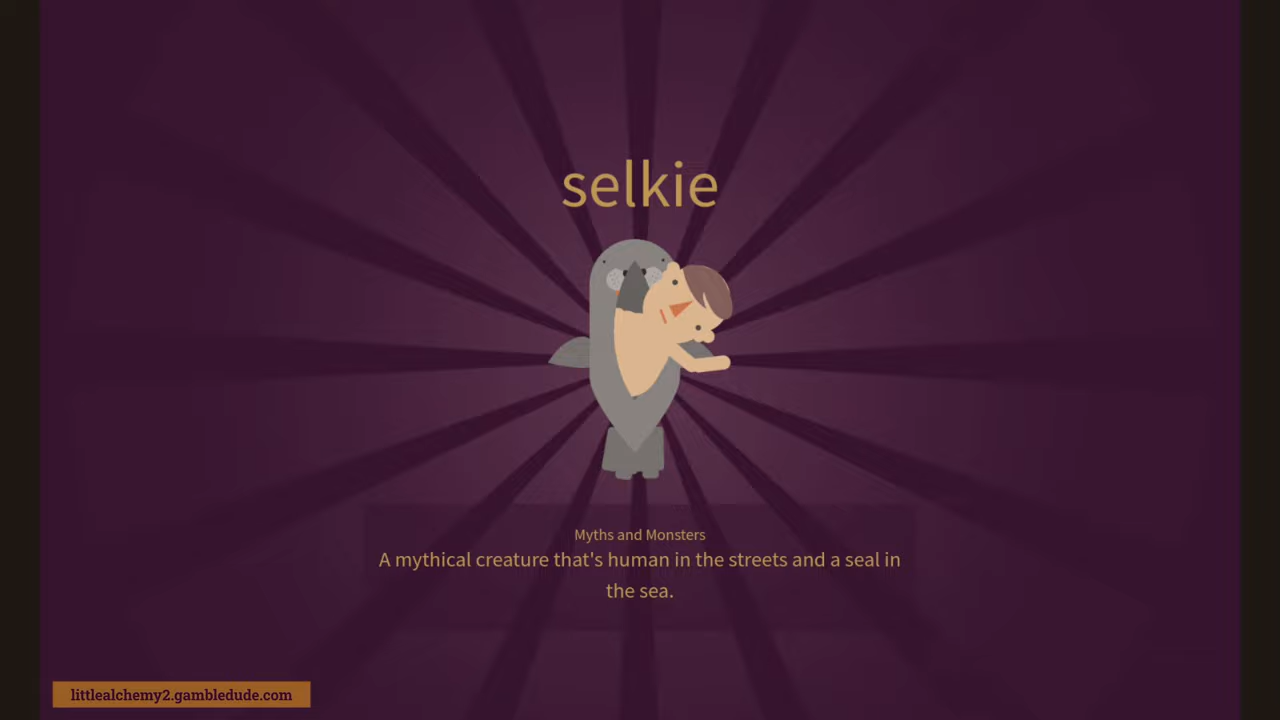 selkie
Myths and Monsters
A mythical creature that's human in the streets and a seal in
the sea.
littlealchemy2.gambledude.com